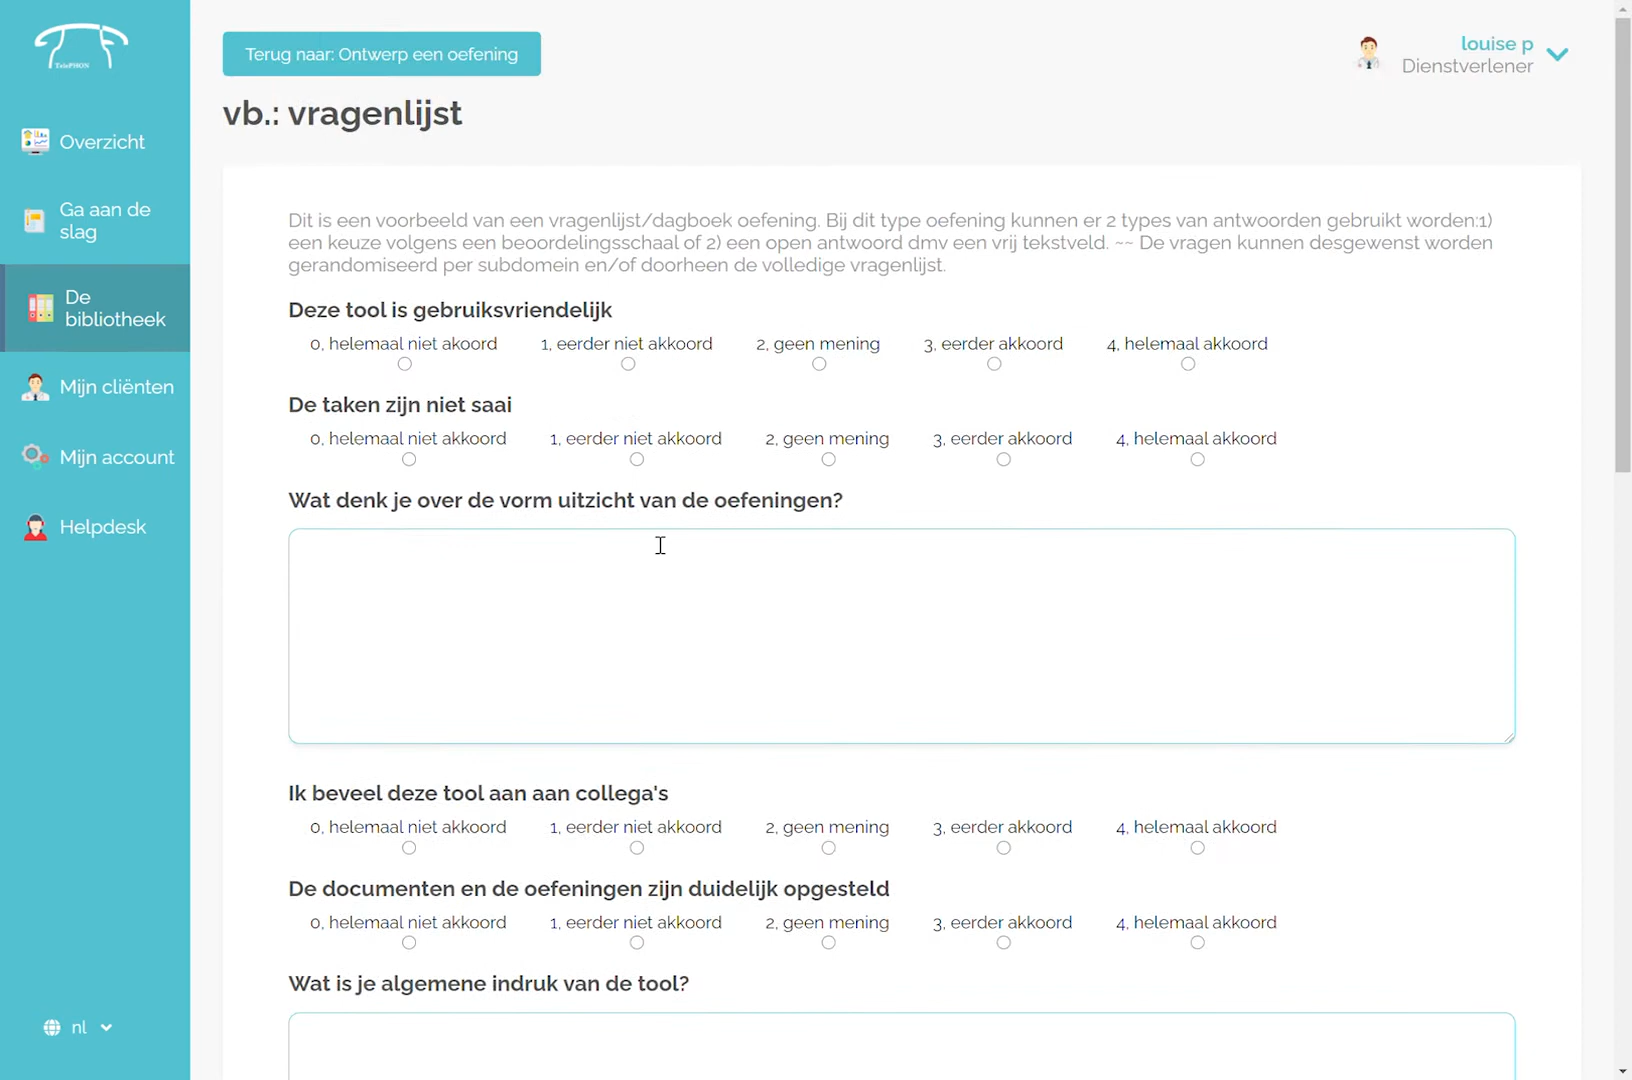 TelePHON
Terug naar: Ontwerp een oefening
louise p
Dienstverlener
vb.: vragenlijst
Overzicht
Ga aan de
slag
De
bibliotheek
Mijn cliënten
Mijn account
Helpdesk
nl
Dit is een voorbeeld van een vragenlijst/dagboek oefening. Bij dit type oefening kunnen er 2 types van antwoorden gebruikt worden:1)
een keuze volgens een beoordelingsschaal of 2) een open antwoord dmv een vrij tekstveld. ~~ De vragen kunnen desgewenst worden
gerandomiseerd per subdomein en/of doorheen de volledige vragenlijst.
Deze tool is gebruiksvriendelijk
0, helemaal niet akoord 1, eerder niet akkoord 2, geen mening 3, eerder akkoord 4, helemaal akkoord
De taken zijn niet saai
0, helemaal niet akkoord 1, eerder niet akkoord 2, geen mening 3, eerder akkoord 4, helemaal akkoord
Wat denk je over de vorm uitzicht van de oefeningen?
Ik beveel deze tool aan aan collega's
0, helemaal niet akkoord 1, eerder niet akkoord 2, geen mening 3, eerder akkoord 4, helemaal akkoord
De documenten en de oefeningen zijn duidelijk opgesteld
0, helemaal niet akkoord 1, eerder niet akkoord 2, geen mening 3, eerder akkoord 4, helemaal akkoord
Wat is je algemene indruk van de tool?